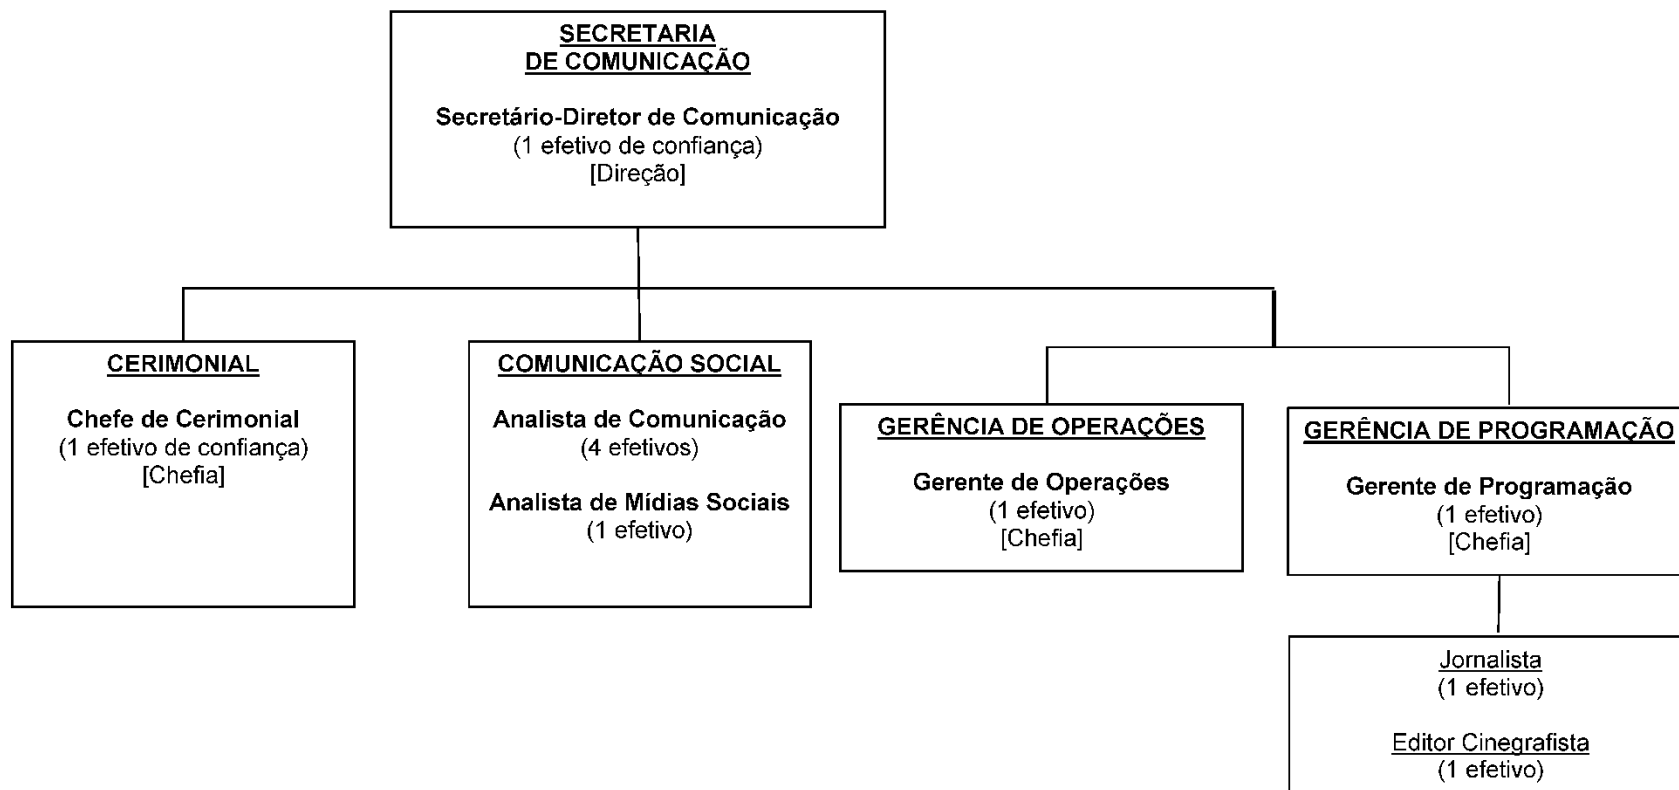 SECRETARIA
DE COMUNICAÇÃO
Secretário-Diretor de Comunicação
(1 efetivo de confiança)
[Direção]
CERIMONIAL
Chefe de Cerimonial
(1 efetivo de confiança)
[Chefia]
COMUNICAÇÃO SOCIAL
Analista de Comunicação
(4 efetivos)
Analista de Mídias Sociais
(1 efetivo)
GERÊNCIA DE OPERAÇÕES
Gerente de Operações
(1 efetivo)
[Chefia]
GERÊNCIA DE PROGRAMAÇÃO
Gerente de Programação
(1 efetivo)
[Chefia]
Jornalista
(1 efetivo)
Editor Cinegrafista
(1 efetivo)